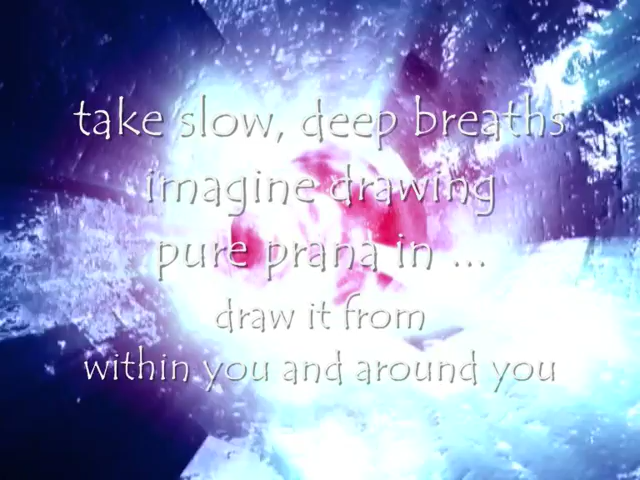 take slow, deep breaths
imagine drawing
pure prana in ...
draw it from
within you and around you